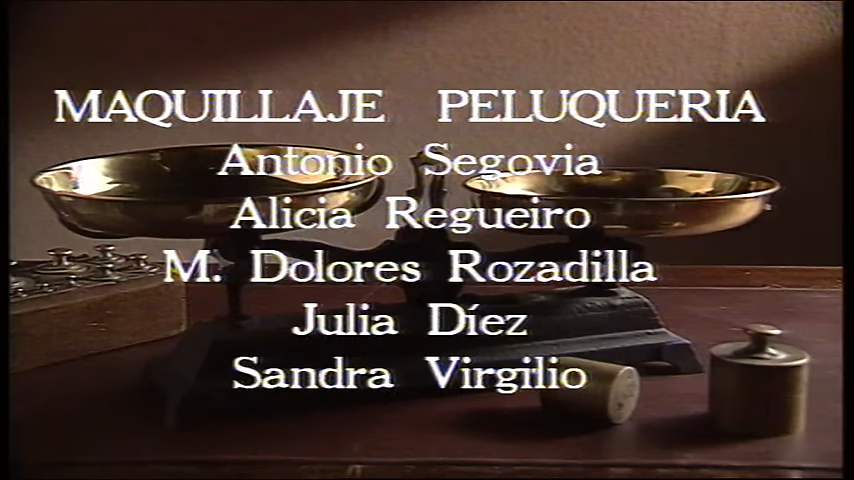 MAQUILLAJE PELUQUERIA
Antonio Segovia
Alicia Regueiro
M. Dolores Rozadilla
Julia Díez
Sandra Virgilio